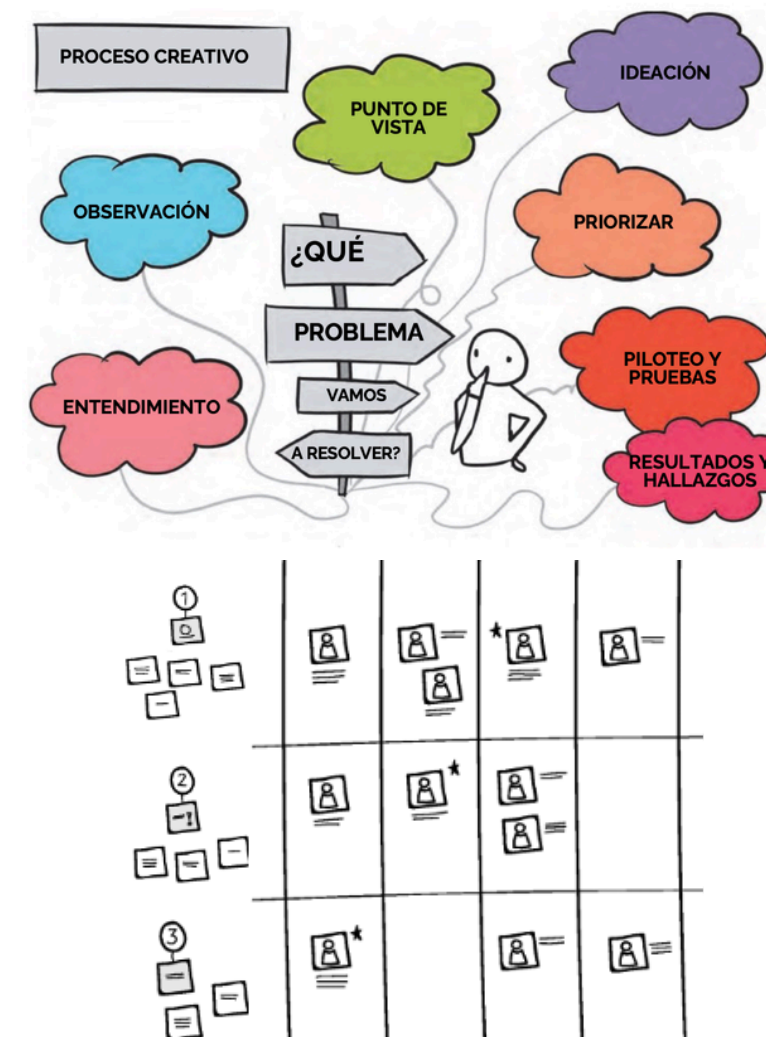 PROCESO CREATIVO
PUNTO DE
VISTA
IDEACIÓN
OBSERVACIÓN
PRIORIZAR
¿QUÉ
PROBLEMA
VAMOS
A RESOLVER?
ENTENDIMIENTO
PILOTEO Y
PRUEBAS
RESULTADOS Y
HALLAZGOS
1
2
3